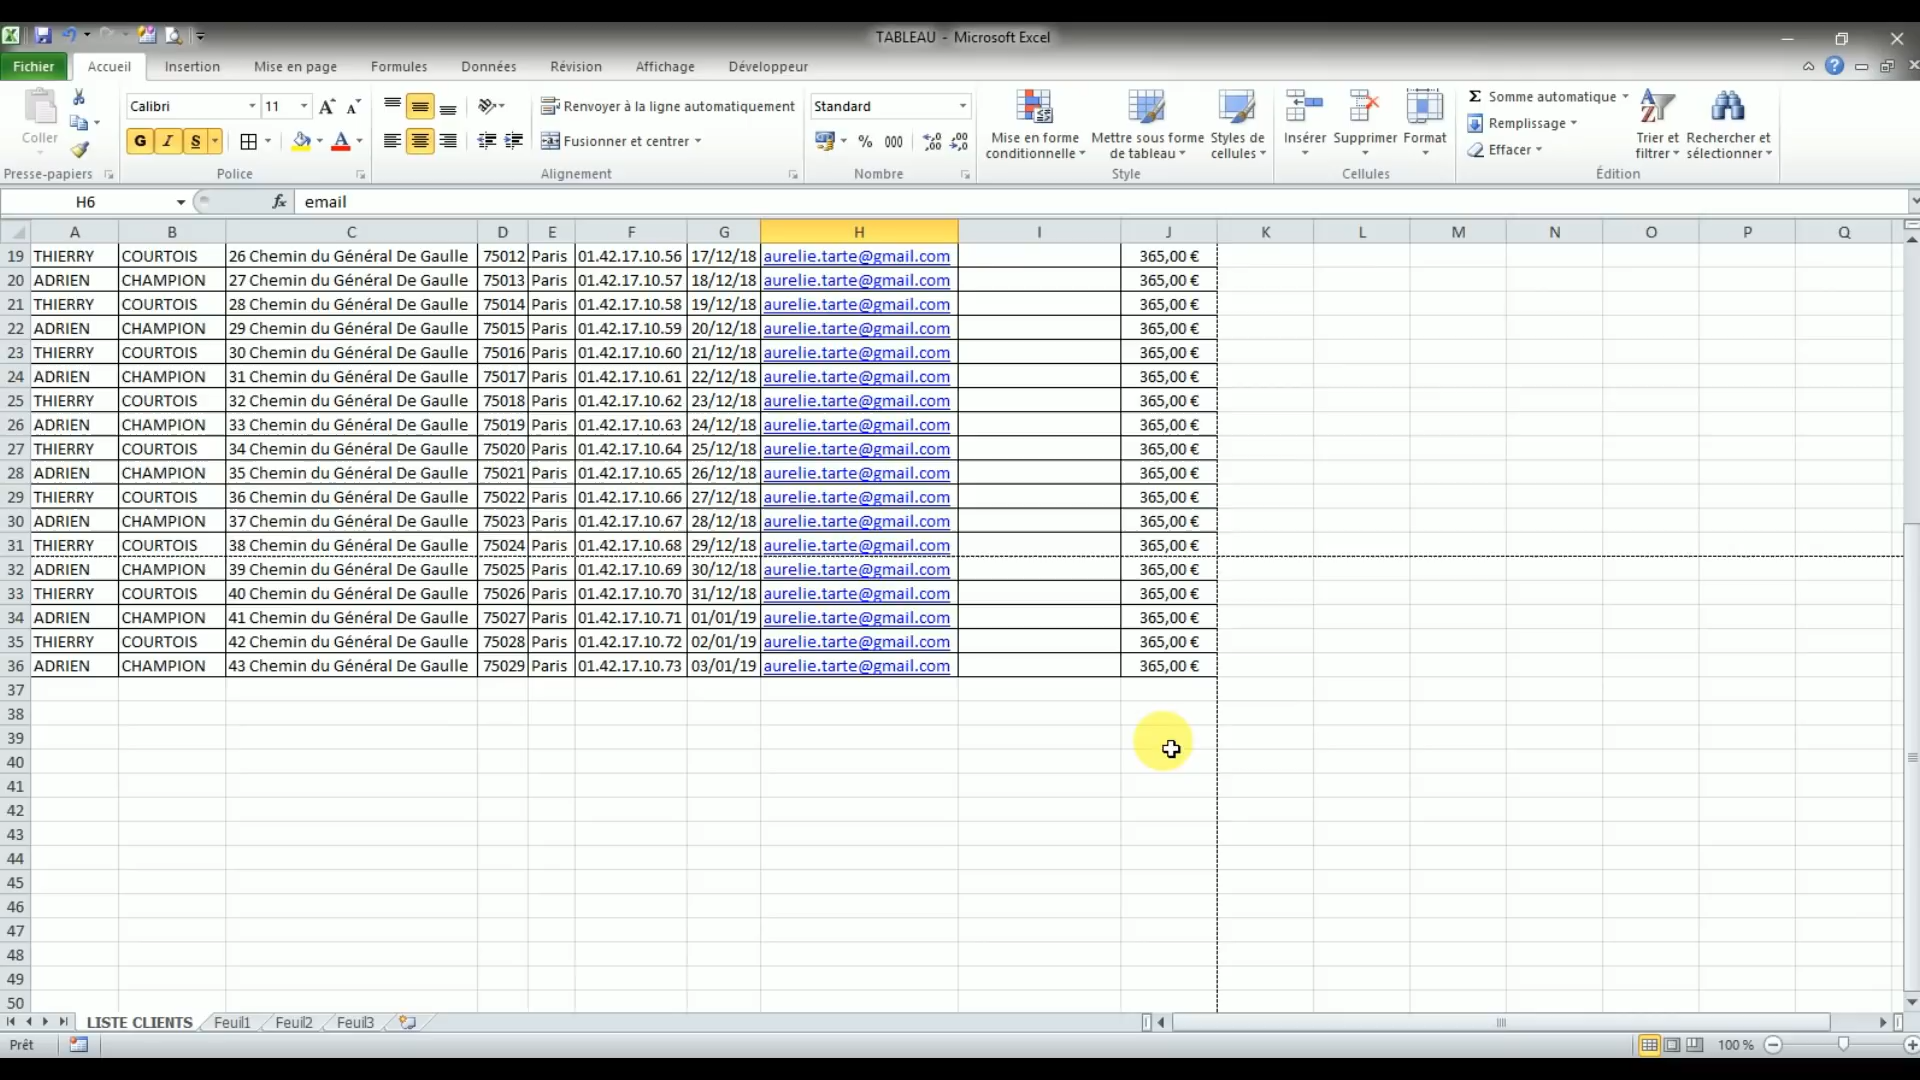 TABLEAU - Microsoft Excel
Fichier Accueil Insertion Mise en page Formules Données Révision Affichage Développeur
Coller
Calibri 11
Renvoyer à la ligne automatiquement
Standard
Somme automatique
Remplissage
Effacer
G I S
Fusionner et centrer
% 000
Mise en forme conditionnelle
Mettre sous forme de tableau
Styles de cellules
Insérer Supprimer Format
Trier et filtrer
Rechercher et sélectionner
Presse-papiers Police Alignement Nombre Style Cellules Édition
H6 fx email
A B C D E F G H I J K L M N O P Q
19 THIERRY COURTOIS 26 Chemin du Général De Gaulle 75012 Paris 01.42.17.10.56 17/12/18 aurelie.tarte@gmail.com 365,00 €
20 ADRIEN CHAMPION 27 Chemin du Général De Gaulle 75013 Paris 01.42.17.10.57 18/12/18 aurelie.tarte@gmail.com 365,00 €
21 THIERRY COURTOIS 28 Chemin du Général De Gaulle 75014 Paris 01.42.17.10.58 19/12/18 aurelie.tarte@gmail.com 365,00 €
22 ADRIEN CHAMPION 29 Chemin du Général De Gaulle 75015 Paris 01.42.17.10.59 20/12/18 aurelie.tarte@gmail.com 365,00 €
23 THIERRY COURTOIS 30 Chemin du Général De Gaulle 75016 Paris 01.42.17.10.60 21/12/18 aurelie.tarte@gmail.com 365,00 €
24 ADRIEN CHAMPION 31 Chemin du Général De Gaulle 75017 Paris 01.42.17.10.61 22/12/18 aurelie.tarte@gmail.com 365,00 €
25 THIERRY COURTOIS 32 Chemin du Général De Gaulle 75018 Paris 01.42.17.10.62 23/12/18 aurelie.tarte@gmail.com 365,00 €
26 ADRIEN CHAMPION 33 Chemin du Général De Gaulle 75019 Paris 01.42.17.10.63 24/12/18 aurelie.tarte@gmail.com 365,00 €
27 THIERRY COURTOIS 34 Chemin du Général De Gaulle 75020 Paris 01.42.17.10.64 25/12/18 aurelie.tarte@gmail.com 365,00 €
28 ADRIEN CHAMPION 35 Chemin du Général De Gaulle 75021 Paris 01.42.17.10.65 26/12/18 aurelie.tarte@gmail.com 365,00 €
29 THIERRY COURTOIS 36 Chemin du Général De Gaulle 75022 Paris 01.42.17.10.66 27/12/18 aurelie.tarte@gmail.com 365,00 €
30 ADRIEN CHAMPION 37 Chemin du Général De Gaulle 75023 Paris 01.42.17.10.67 28/12/18 aurelie.tarte@gmail.com 365,00 €
31 THIERRY COURTOIS 38 Chemin du Général De Gaulle 75024 Paris 01.42.17.10.68 29/12/18 aurelie.tarte@gmail.com 365,00 €
32 ADRIEN CHAMPION 39 Chemin du Général De Gaulle 75025 Paris 01.42.17.10.69 30/12/18 aurelie.tarte@gmail.com 365,00 €
33 THIERRY COURTOIS 40 Chemin du Général De Gaulle 75026 Paris 01.42.17.10.70 31/12/18 aurelie.tarte@gmail.com 365,00 €
34 ADRIEN CHAMPION 41 Chemin du Général De Gaulle 75027 Paris 01.42.17.10.71 01/01/19 aurelie.tarte@gmail.com 365,00 €
35 THIERRY COURTOIS 42 Chemin du Général De Gaulle 75028 Paris 01.42.17.10.72 02/01/19 aurelie.tarte@gmail.com 365,00 €
36 ADRIEN CHAMPION 43 Chemin du Général De Gaulle 75029 Paris 01.42.17.10.73 03/01/19 aurelie.tarte@gmail.com 365,00 €
37
38
39
40
41
42
43
44
45
46
47
48
49
50
LISTE CLIENTS Feuil1 Feuil2 Feuil3
Prêt 100 %